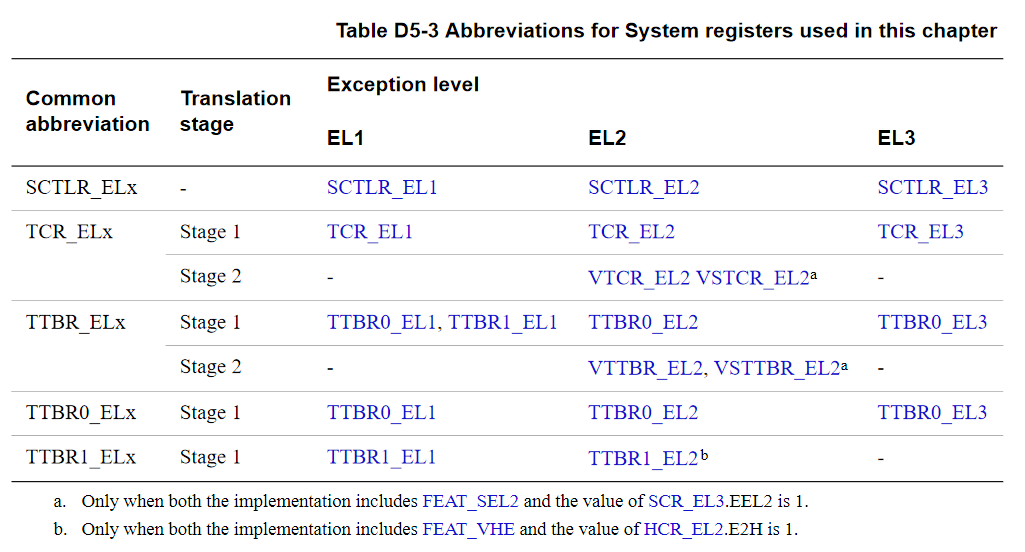 Table D5-3 Abbreviations for System registers used in this chapter
Common abbreviation Translation stage Exception level
EL1 EL2 EL3
SCTLR_ELx - SCTLR_EL1 SCTLR_EL2 SCTLR_EL3
TCR_ELx Stage 1 TCR_EL1 TCR_EL2 TCR_EL3
Stage 2 - VTCR_EL2 VSTCR_EL2a -
TTBR_ELx Stage 1 TTBR0_EL1, TTBR1_EL1 TTBR0_EL2 TTBR0_EL3
Stage 2 - VTTBR_EL2, VSTTBR_EL2a -
TTBR0_ELx Stage 1 TTBR0_EL1 TTBR0_EL2 TTBR0_EL3
TTBR1_ELx Stage 1 TTBR1_EL1 TTBR1_EL2b -
a. Only when both the implementation includes FEAT_SEL2 and the value of SCR_EL3.EEL2 is 1.
b. Only when both the implementation includes FEAT_VHE and the value of HCR_EL2.E2H is 1.